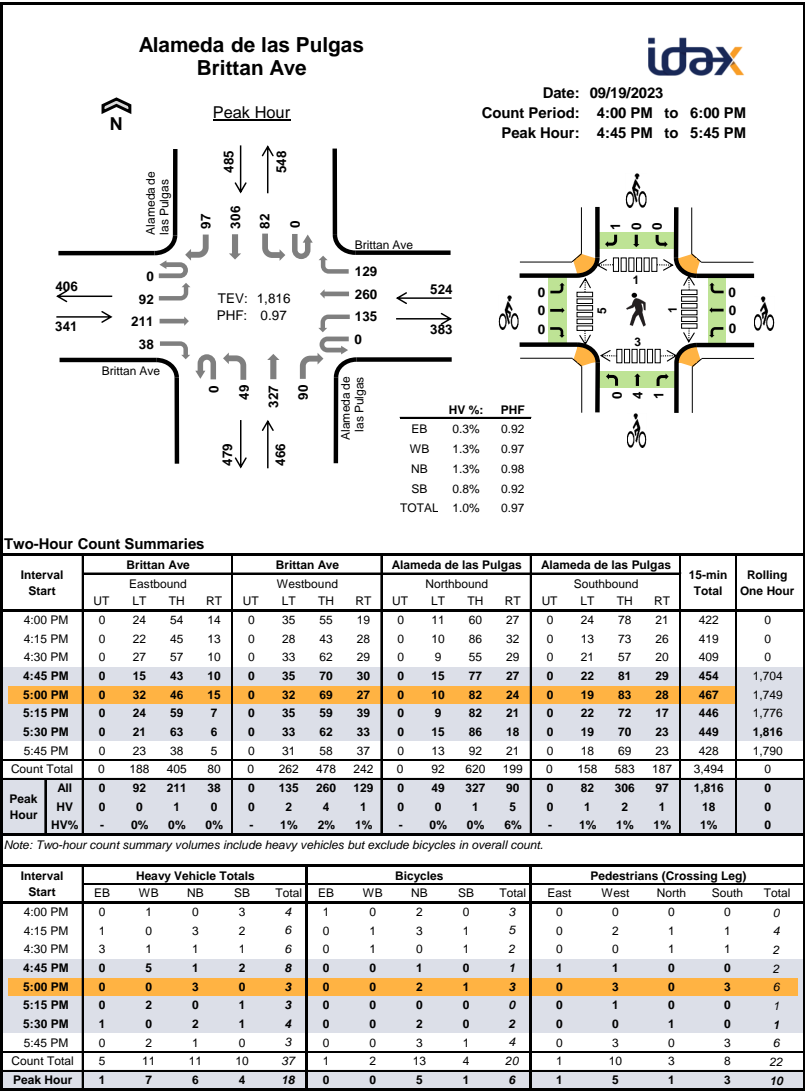 Alameda de las Pulgas
Brittan Ave
idax
Date: 09/19/2023
Count Period: 4:00 PM to 6:00 PM
Peak Hour: 4:45 PM to 5:45 PM
N
Peak Hour
485
548
Alameda de
las Pulgas
97
306
82
0
Brittan Ave
406
341
0
92
211
38
TEV: 1,816
PHF: 0.97
129
260
135
0
524
383
Brittan Ave
0
49
327
90
Alameda de
las Pulgas
479
466
1 0 0
1
0
0
0
5
1
0
0
0
3
0 4 1
HV %: PHF
EB 0.3% 0.92
WB 1.3% 0.97
NB 1.3% 0.98
SB 0.8% 0.92
TOTAL 1.0% 0.97
Two-Hour Count Summaries
Interval Start Brittan Ave Brittan Ave Alameda de las Pulgas Alameda de las Pulgas 15-min Total Rolling One Hour
Eastbound Westbound Northbound Southbound
UT LT TH RT UT LT TH RT UT LT TH RT UT LT TH RT
4:00 PM 0 24 54 14 0 35 55 19 0 11 60 27 0 24 78 21 422 0
4:15 PM 0 22 45 13 0 28 43 28 0 10 86 32 0 13 73 26 419 0
4:30 PM 0 27 57 10 0 33 62 29 0 9 55 29 0 21 57 20 409 0
4:45 PM 0 15 43 10 0 35 70 30 0 15 77 27 0 22 81 29 454 1,704
5:00 PM 0 32 46 15 0 32 69 27 0 10 82 24 0 19 83 28 467 1,749
5:15 PM 0 24 59 7 0 35 59 39 0 9 82 21 0 22 72 17 446 1,776
5:30 PM 0 21 63 6 0 33 62 33 0 15 86 18 0 19 70 23 449 1,816
5:45 PM 0 23 38 5 0 31 58 37 0 13 92 21 0 18 69 23 428 1,790
Count Total 0 188 405 80 0 262 478 242 0 92 620 199 0 158 583 187 3,494 0
Peak Hour All 0 92 211 38 0 135 260 129 0 49 327 90 0 82 306 97 1,816 0
HV 0 0 1 0 0 2 4 1 0 0 1 5 0 1 2 1 18 0
HV% - 0% 0% 0% - 1% 2% 1% - 0% 0% 6% - 1% 1% 1% 1% 0
Note: Two-hour count summary volumes include heavy vehicles but exclude bicycles in overall count.
Interval Start Heavy Vehicle Totals Bicycles Pedestrians (Crossing Leg)
EB WB NB SB Total EB WB NB SB Total East West North South Total
4:00 PM 0 1 0 3 4 1 0 2 0 3 0 0 0 0 0
4:15 PM 1 0 3 2 6 0 1 3 1 5 0 2 1 1 4
4:30 PM 3 1 1 1 6 0 1 0 1 2 0 0 1 1 2
4:45 PM 0 5 1 2 8 0 0 1 0 1 1 1 0 0 2
5:00 PM 0 0 3 0 3 0 0 2 1 3 0 3 0 3 6
5:15 PM 0 2 0 1 3 0 0 0 0 0 0 1 0 0 1
5:30 PM 1 0 2 1 4 0 0 2 0 2 0 0 1 0 1
5:45 PM 0 2 1 0 3 0 0 3 1 4 0 3 0 3 6
Count Total 5 11 11 10 37 1 2 13 4 20 1 10 3 8 22
Peak Hour 1 7 6 4 18 0 0 5 1 6 1 5 1 3 10